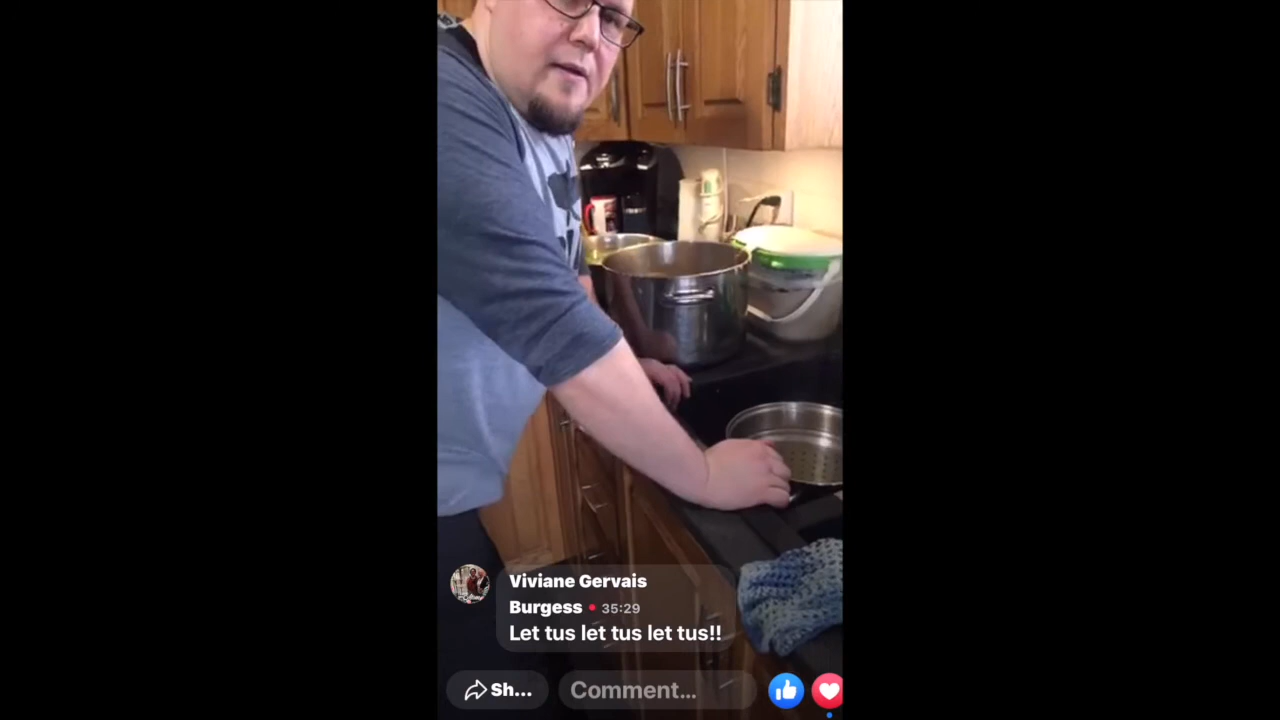 Viviane Gervais
Burgess • 35:29
Let tus let tus let tus!!
Sh...
Comment...